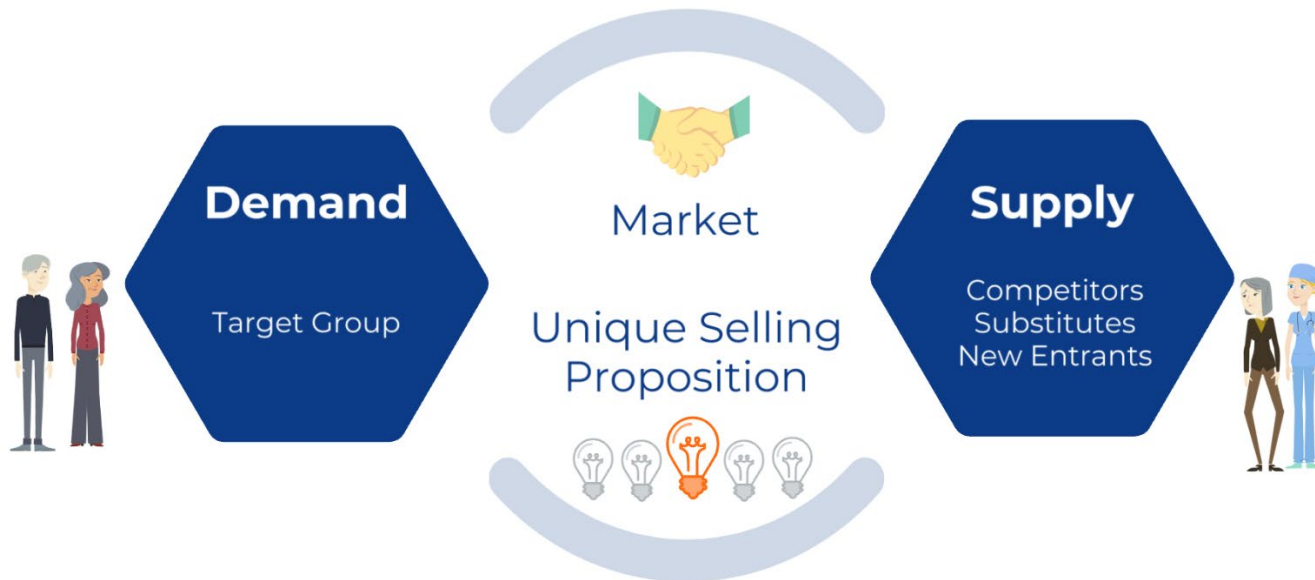 Demand
Target Group
Market
Unique Selling
Proposition
Supply
Competitors
Substitutes
New Entrants